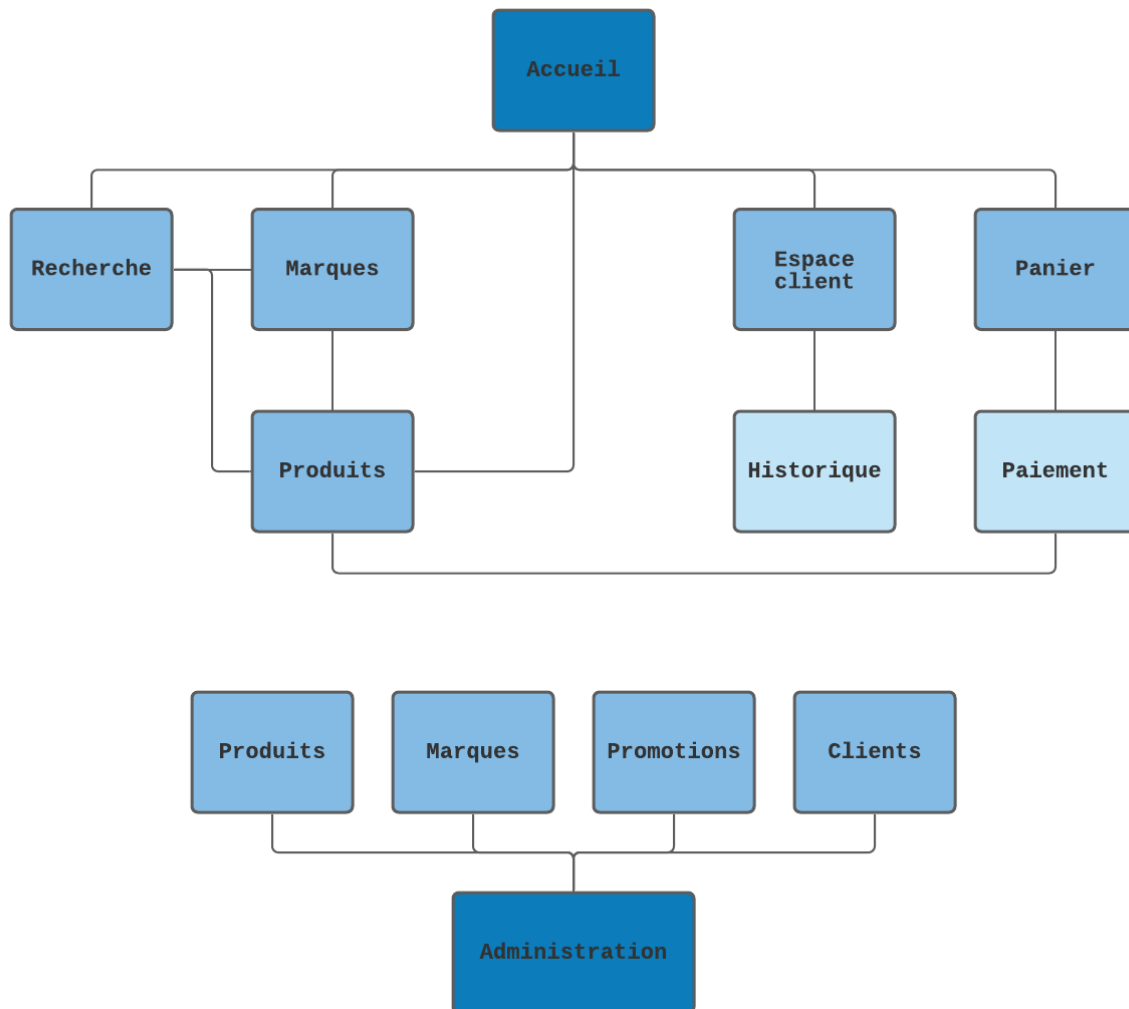 Accueil
Recherche
Marques
Espace
client
Panier
Produits
Historique
Paiement
Produits
Marques
Promotions
Clients
Administration